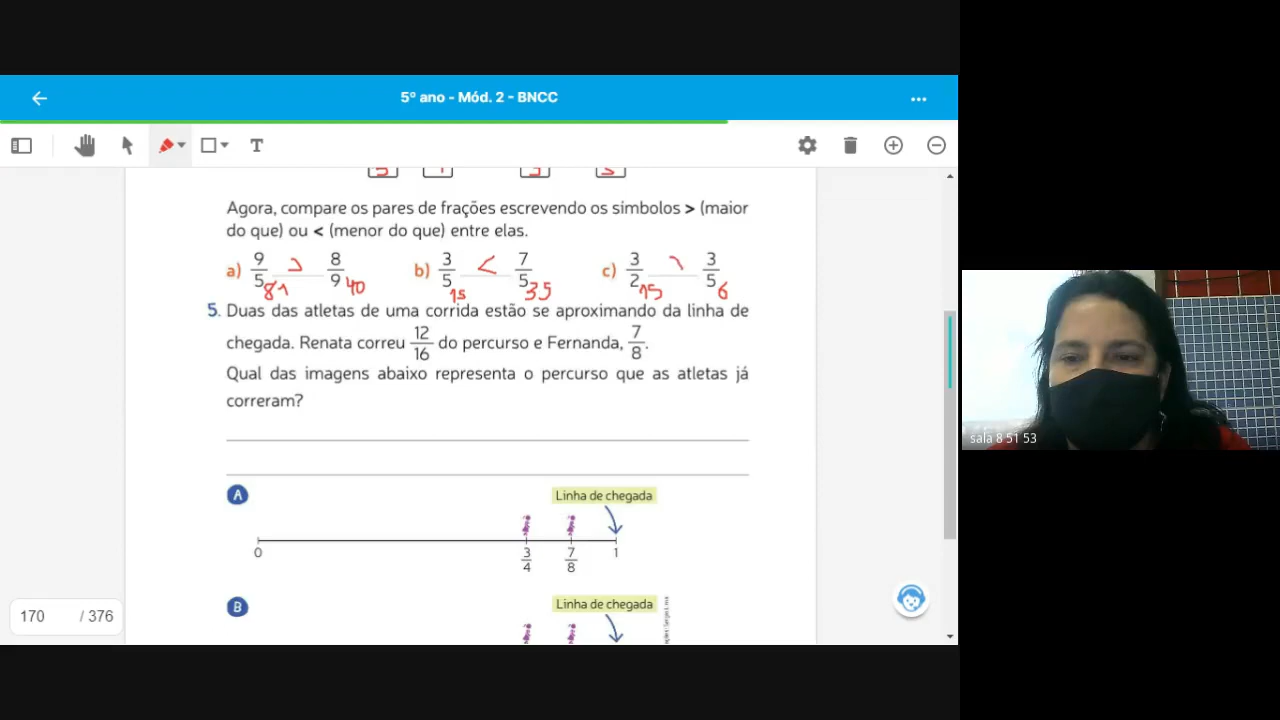 5º ano - Mód. 2 - BNCC
T
Agora, compare os pares de frações escrevendo os símbolos > (maior
do que) ou < (menor do que) entre elas.
a) 9/5 > 8/9 b) 3/5 < 7/5 c) 3/2 3/5
81 40 15 35 15 6
5. Duas das atletas de uma corrida estão se aproximando da linha de
chegada. Renata correu 12/16 do percurso e Fernanda, 7/8.
Qual das imagens abaixo representa o percurso que as atletas já
correram?
A Linha de chegada
0 3/4 7/8 1
B Linha de chegada
170 / 376
sala 8 51 53